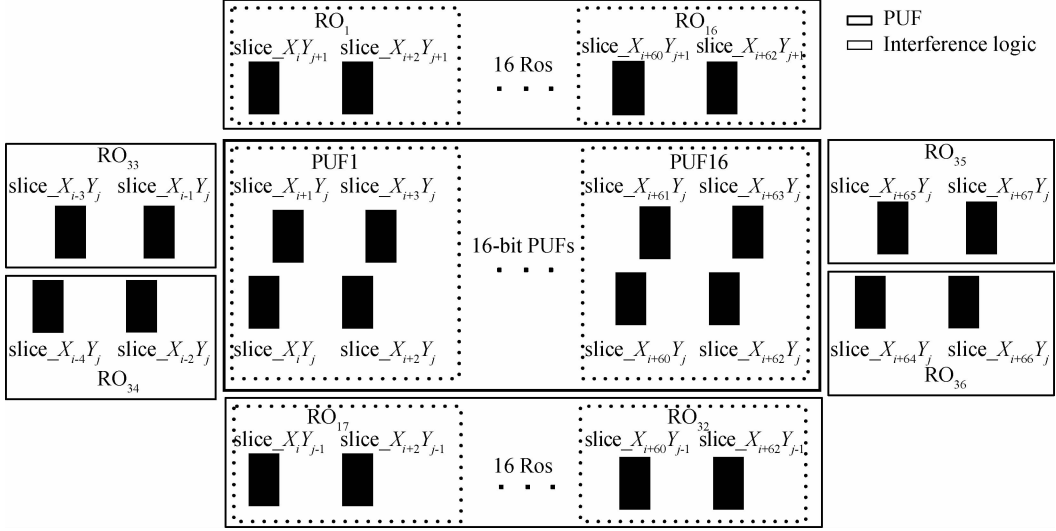 RO1 RO16 PUF
slice_XiYj+1 slice_Xi+2Yj+1 slice_Xi+60Yj+1 slice_Xi+62Yj+1 Interference logic
16 Ros
. . .
RO33 PUF1 PUF16 RO35
slice_Xi-3Yj slice_Xi-1Yj slice_Xi+1Yj slice_Xi+3Yj slice_Xi+61Yj slice_Xi+63Yj slice_Xi+65Yj slice_Xi+67Yj
16-bit PUFs
. . .
slice_Xi-4Yj slice_Xi-2Yj slice_XiYj slice_Xi+2Yj slice_Xi+60Yj slice_Xi+62Yj slice_Xi+64Yj slice_Xi+66Yj
RO34 RO36
RO17 RO32
slice_XiYj-1 slice_Xi+2Yj-1 slice_Xi+60Yj-1 slice_Xi+62Yj-1
16 Ros
. . .